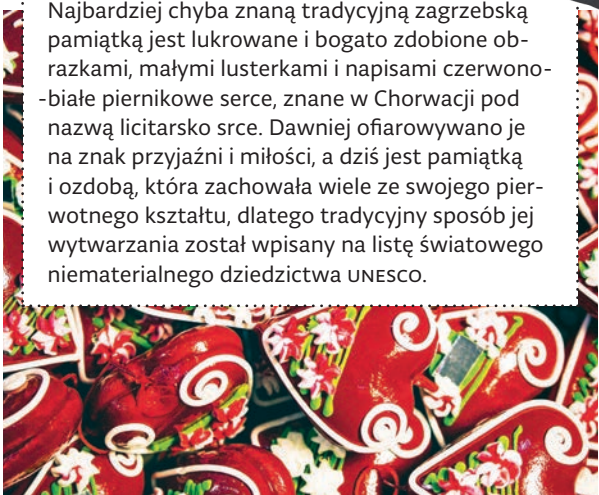 Najbardziej chyba znaną tradycyjną zagrzebską
pamiątką jest lukrowane i bogato zdobione ob-
razkami, małymi lusterkami i napisami czerwono-
-białe piernikowe serce, znane w Chorwacji pod
nazwą licitarsko srce. Dawniej ofiarowywano je
na znak przyjaźni i miłości, a dziś jest pamiątką
i ozdobą, która zachowała wiele ze swojego pier-
wotnego kształtu, dlatego tradycyjny sposób jej
wytwarzania został wpisany na listę światowego
niematerialnego dziedzictwa UNESCO.